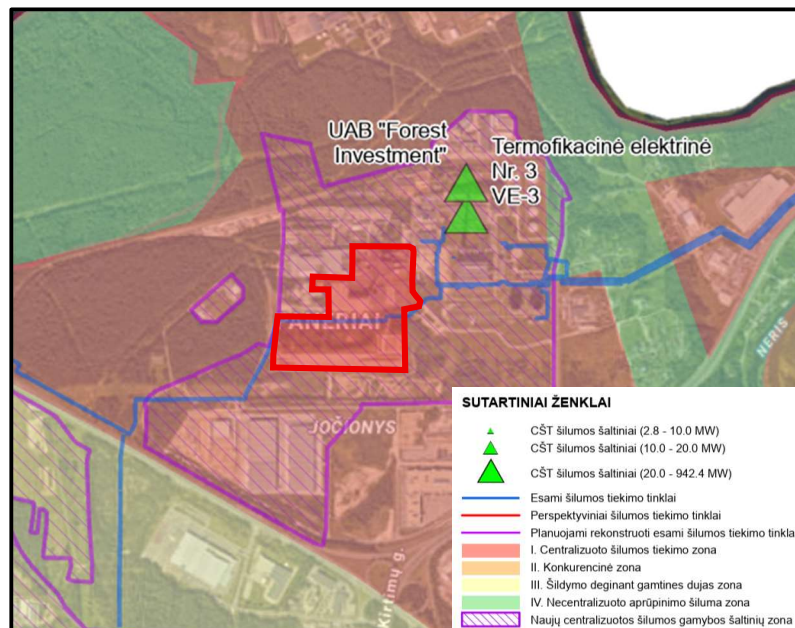 UAB "Forest
Investment"
Termofikacinė elektrinė
Nr. 3
VE-3
JOČIONYS
NERIS
Kirtimų g.
SUTARTINIAI ŽENKLAI
CŠT šilumos šaltiniai (2.8 - 10.0 MW)
CŠT šilumos šaltiniai (10.0 - 20.0 MW)
CŠT šilumos šaltiniai (20.0 - 942.4 MW)
Esami šilumos tiekimo tinklai
Perspektyviniai šilumos tiekimo tinklai
Planuojami rekonstruoti esami šilumos tiekimo tinkla
I. Centralizuoto šilumos tiekimo zona
II. Konkurencinė zona
III. Šildymo deginant gamtines dujas zona
IV. Necentralizuoto aprūpinimo šiluma zona
Naujų centralizuotos šilumos gamybos šaltinių zona